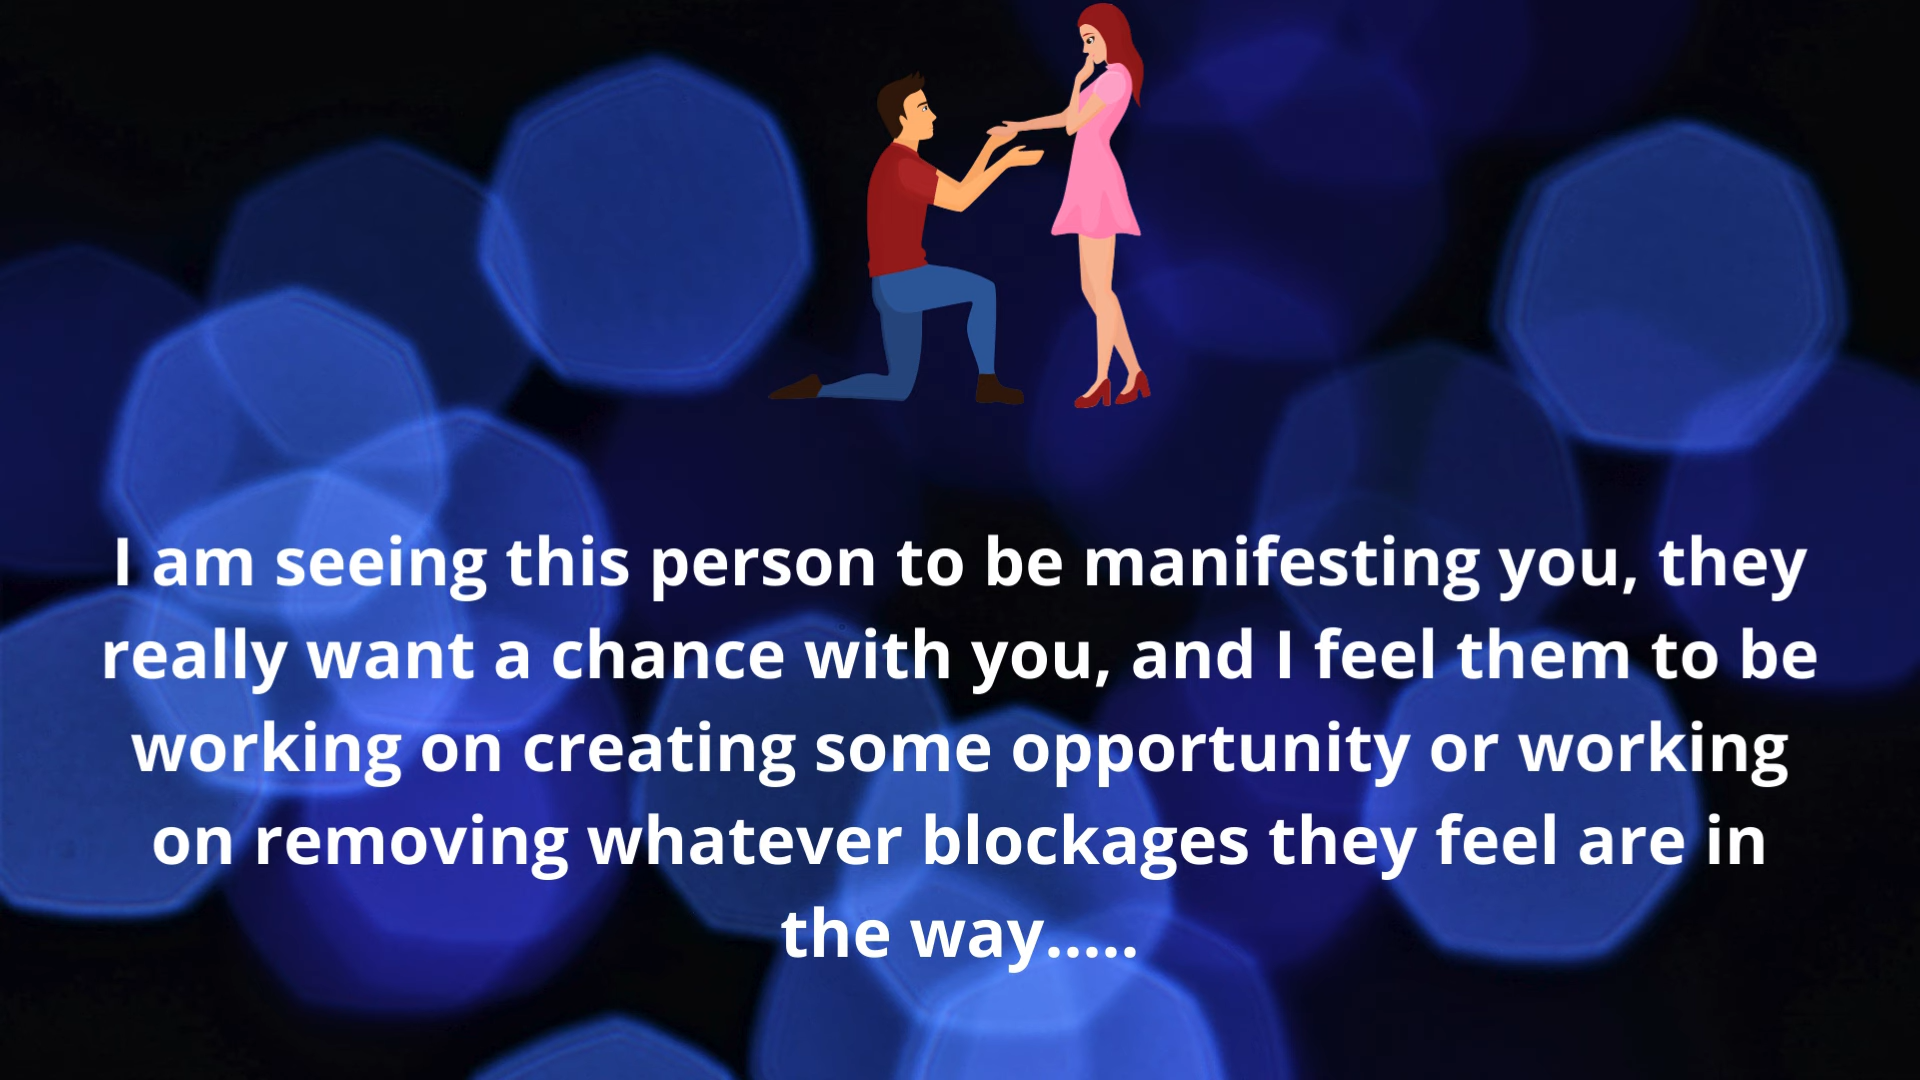 I am seeing this person to be manifesting you, they
really want a chance with you, and I feel them to be
working on creating some opportunity or working
on removing whatever blockages they feel are in
the way.....